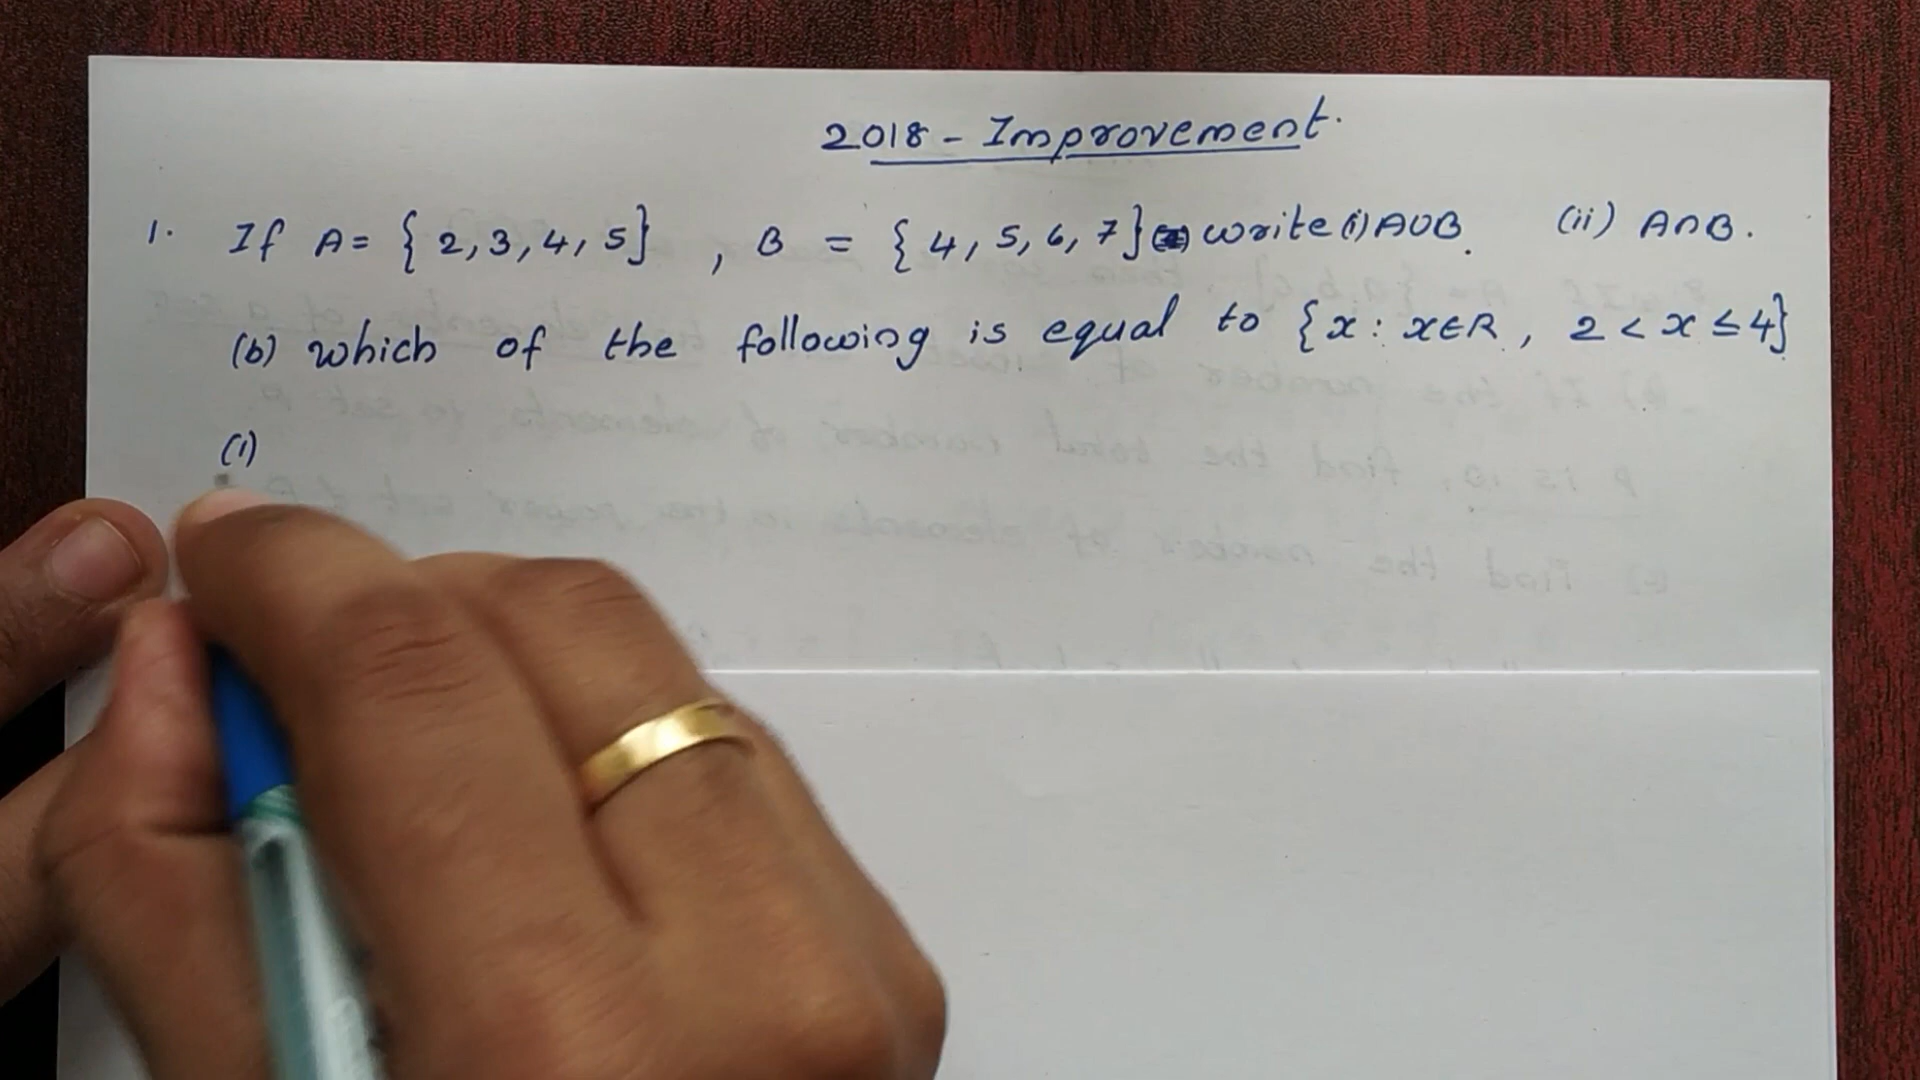 2018 - Improvement.
1. If A = {2,3,4,5} , B = {4,5,6,7} write (i) A∪B. (ii) A∩B.
(b) which of the following is equal to {x : x∈R , 2 < x ≤ 4}
(i)